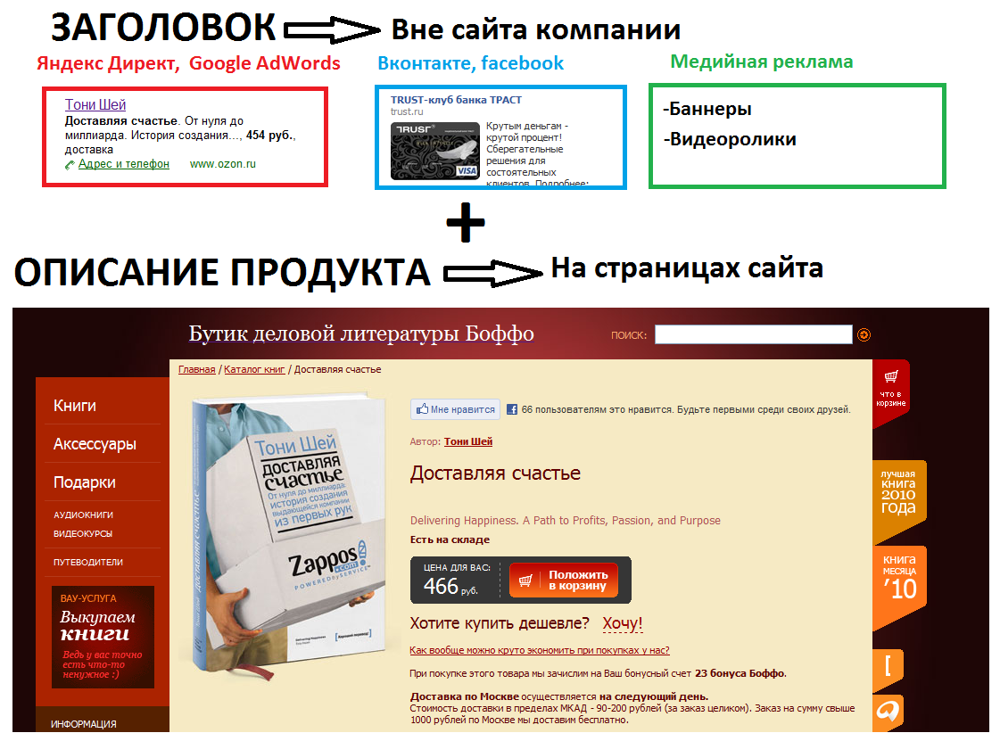 ЗАГОЛОВОК
Вне сайта компании
Яндекс Директ, Google AdWords
Вконтакте, facebook
Медийная реклама
Тони Шей
Доставляя счастье. От нуля до
миллиарда. История создания..., 454 руб.,
доставка
Адрес и телефон www.ozon.ru
TRUST-клуб банка ТРАСТ
trust.ru
TRUST
VISA
Крутым деньгам -
крутой процент!
Сберегательные
решения для
состоятельных
клиентов. Подробнее:
-Баннеры
-Видеоролики
+
ОПИСАНИЕ ПРОДУКТА
На страницах сайта
Бутик деловой литературы Боффо
ПОИСК:
Главная / Каталог книг / Доставляя счастье
Книги
Аксессуары
Подарки
АУДИОКНИГИ
ВИДЕОКУРСЫ
ПУТЕВОДИТЕЛИ
ВАУ-УСЛУГА
Выкупаем
книги
Ведь у вас точно
есть что-то
ненужное :)
ИНФОРМАЦИЯ
Тони Шей
ДОСТАВЛЯЯ
счастье
От нуля до миллиарда:
история создания
выдающейся компании
из первых рук
Zappos
.com
POWERED by SERVICE™
Тони Шей ДОСТАВЛЯЯ СЧАСТЬЕ
Мне нравится
66 пользователям это нравится. Будьте первыми среди своих друзей.
Автор: Тони Шей
Доставляя счастье
Delivering Happiness. A Path to Profits, Passion, and Purpose
Есть на складе
ЦЕНА ДЛЯ ВАС:
466 руб.
Положить
в корзину
Хотите купить дешевле? Хочу!
Как вообще можно круто экономить при покупках у нас?
При покупке этого товара мы зачислим на Ваш бонусный счет 23 бонуса Боффо.
Доставка по Москве осуществляется на следующий день.
Стоимость доставки в пределах МКАД - 90-200 рублей (за заказ целиком). Заказ на сумму свыше
1000 рублей по Москве мы доставим бесплатно.
что в
корзине
лучшая
книга
2010
года
книга
месяца
’10
[